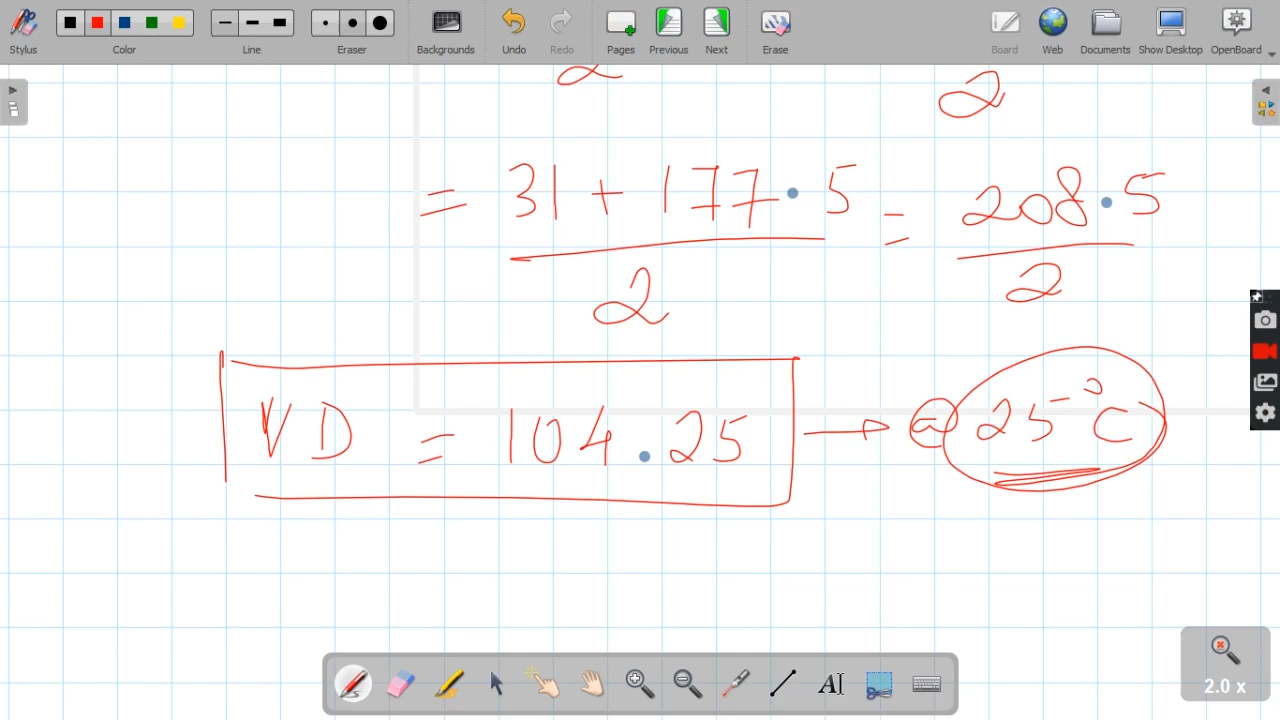 Stylus Color Line Eraser Backgrounds Undo Redo Pages Previous Next Erase Board Web Documents Show Desktop OpenBoard
2 2
= 31 + 177.5 / 2 = 208.5 / 2
VD = 104.25 → @ 25°C
2.0 x